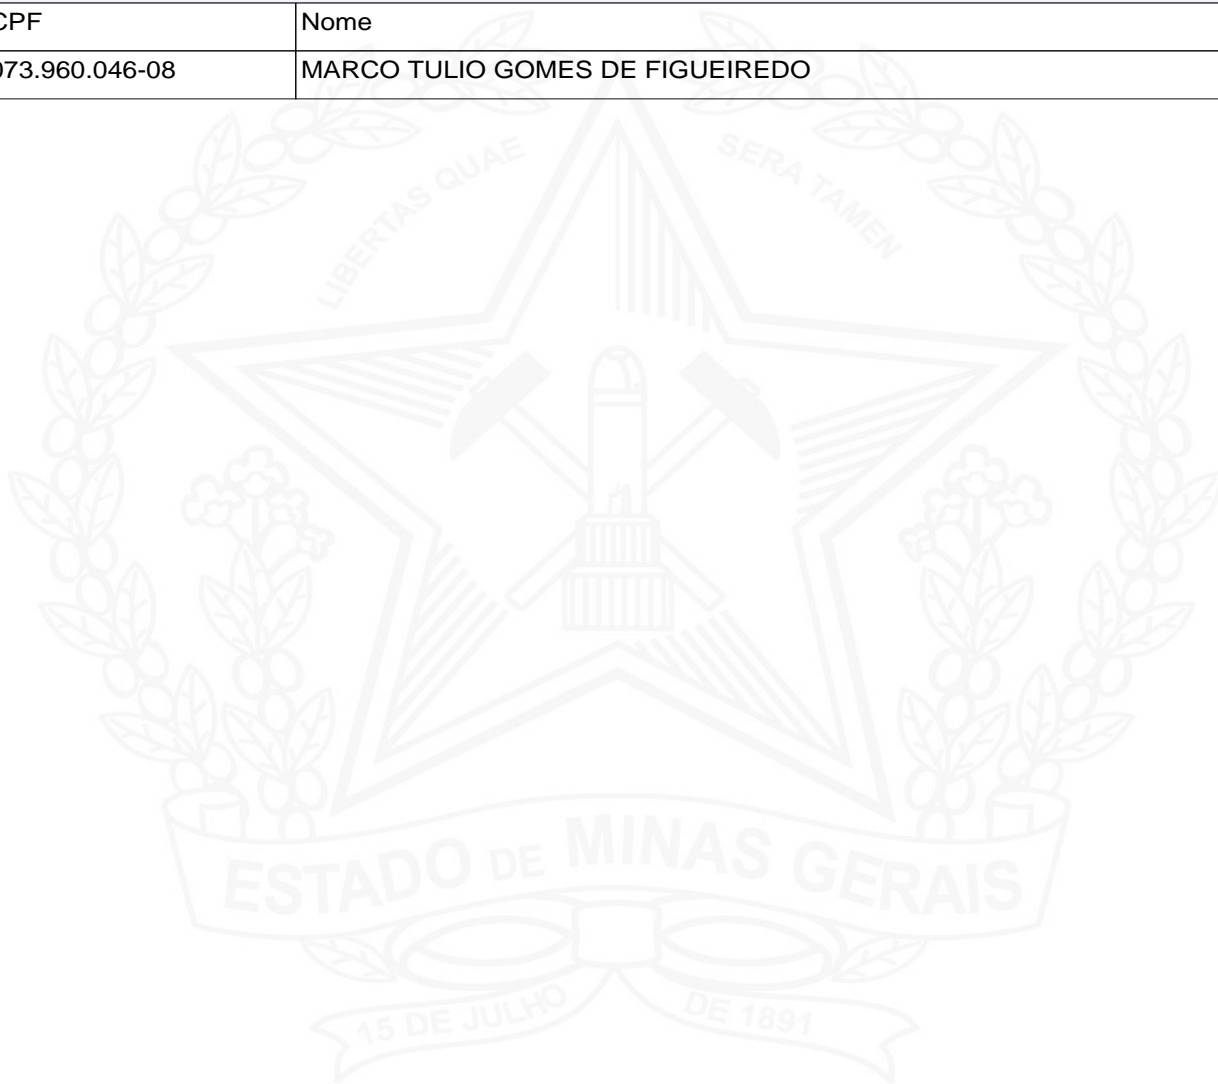 CPF Nome
073.960.046-08 MARCO TULIO GOMES DE FIGUEIREDO
LIBERTAS QUAE SERA TAMEN
ESTADO DE MINAS GERAIS
15 DE JULHO DE 1891